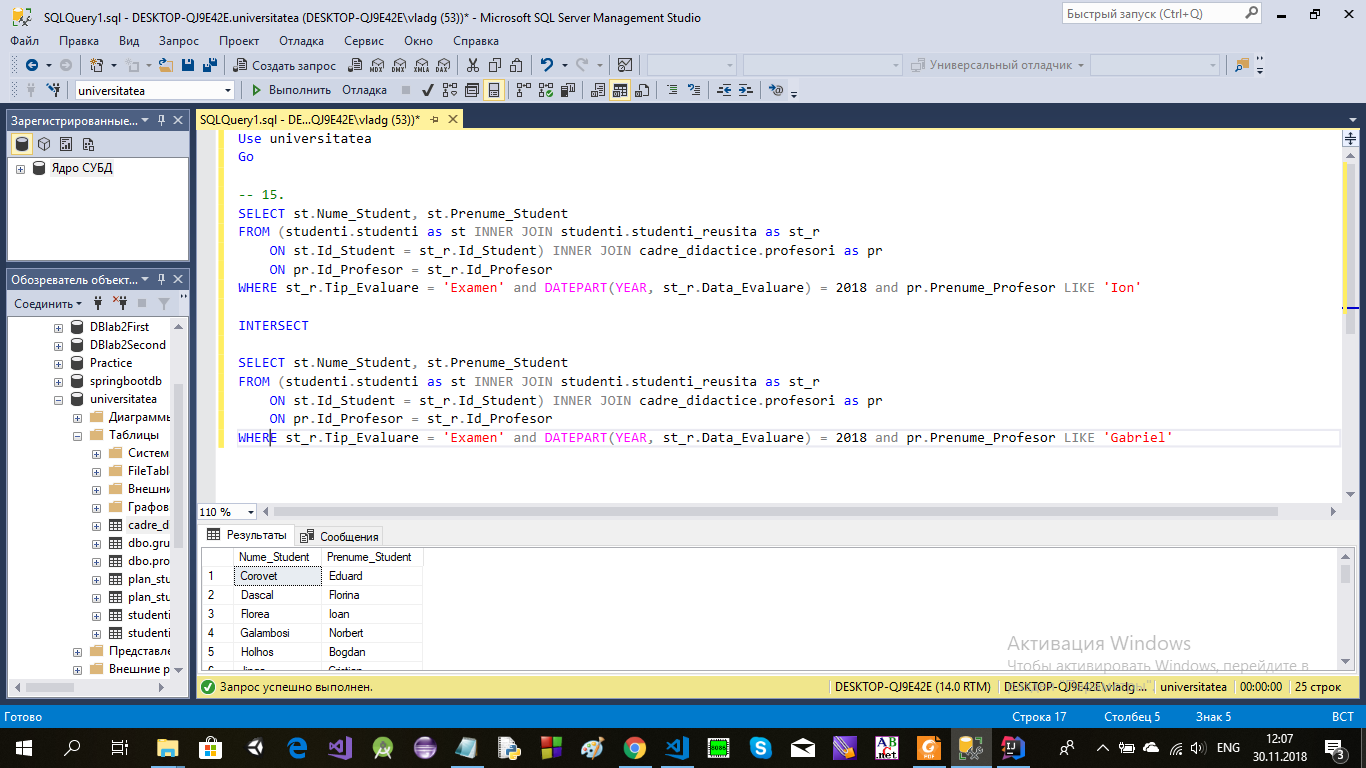 SQLQuery1.sql - DESKTOP-QJ9E42E.universitatea (DESKTOP-QJ9E42E\vladg (53))* - Microsoft SQL Server Management Studio
Быстрый запуск (Ctrl+Q)
Файл Правка Вид Запрос Проект Отладка Сервис Окно Справка
Создать запрос MDX DMX XMLA DAX Универсальный отладчик
universitatea Выполнить Отладка
Зарегистрированные...
Ядро СУБД
Обозреватель объект...
Соединить
DBlab2First
DBlab2Second
Practice
springbootdb
universitatea
Диаграммы
Таблицы
Систем
FileTabl
Внешни
Графов
cadre_d
dbo.gru
dbo.pro
plan_stu
plan_stu
studenti
studenti
Представле
Внешние р
SQLQuery1.sql - DE...QJ9E42E\vladg (53))*
Use universitatea
Go
-- 15.
SELECT st.Nume_Student, st.Prenume_Student
FROM (studenti.studenti as st INNER JOIN studenti.studenti_reusita as st_r
ON st.Id_Student = st_r.Id_Student) INNER JOIN cadre_didactice.profesori as pr
ON pr.Id_Profesor = st_r.Id_Profesor
WHERE st_r.Tip_Evaluare = 'Examen' and DATEPART(YEAR, st_r.Data_Evaluare) = 2018 and pr.Prenume_Profesor LIKE 'Ion'
INTERSECT
SELECT st.Nume_Student, st.Prenume_Student
FROM (studenti.studenti as st INNER JOIN studenti.studenti_reusita as st_r
ON st.Id_Student = st_r.Id_Student) INNER JOIN cadre_didactice.profesori as pr
ON pr.Id_Profesor = st_r.Id_Profesor
WHERE st_r.Tip_Evaluare = 'Examen' and DATEPART(YEAR, st_r.Data_Evaluare) = 2018 and pr.Prenume_Profesor LIKE 'Gabriel'
110 %
Результаты Сообщения
Nume_Student Prenume_Student
1 Corovet Eduard
2 Dascal Florina
3 Florea Ioan
4 Galambosi Norbert
5 Holhos Bogdan
Активация Windows
Чтобы активировать Windows, перейдите в
Запрос успешно выполнен. DESKTOP-QJ9E42E (14.0 RTM) DESKTOP-QJ9E42E\vladg ... universitatea 00:00:00 25 строк
Готово Строка 17 Столбец 5 Знак 5 ВСТ
ENG 12:07
30.11.2018 3